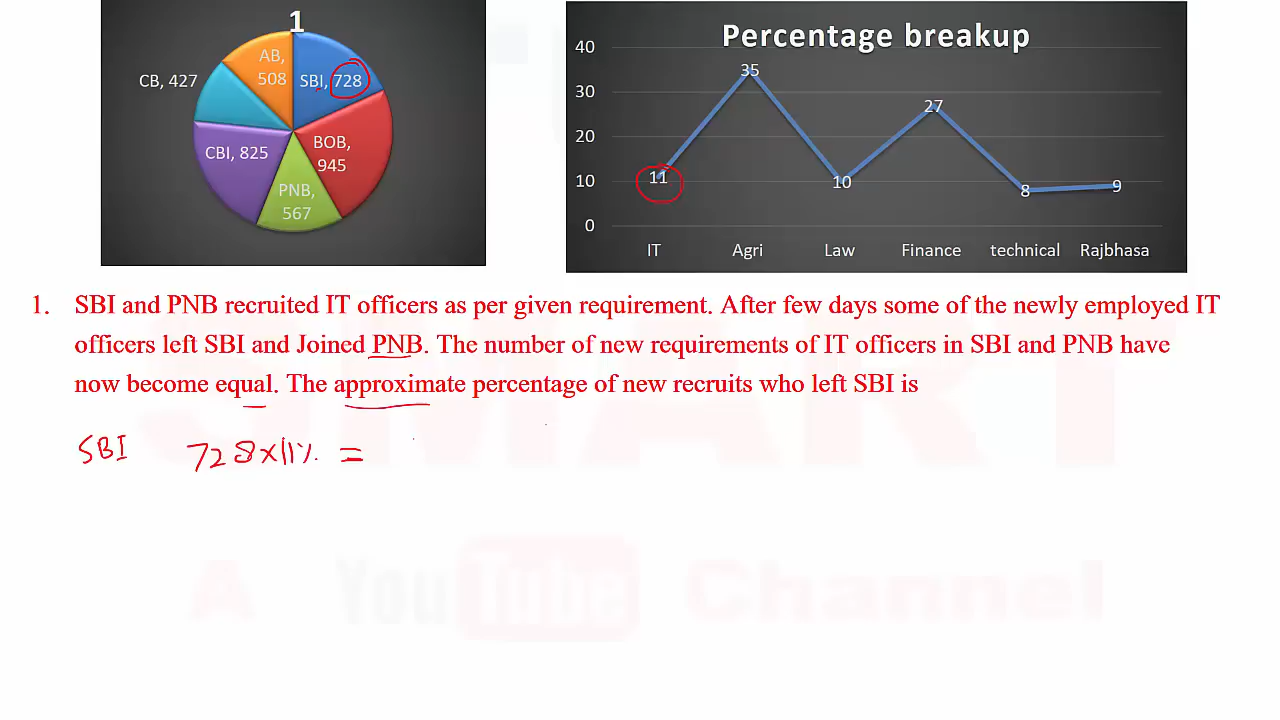 1
AB,
508
SBI, 728
CB, 427
BOB,
945
CBI, 825
PNB,
567
Percentage breakup
40
30
20
10
0
35
27
11
10
8
9
IT Agri Law Finance technical Rajbhasa
1. SBI and PNB recruited IT officers as per given requirement. After few days some of the newly employed IT
officers left SBI and Joined PNB. The number of new requirements of IT officers in SBI and PNB have
now become equal. The approximate percentage of new recruits who left SBI is
SBI 728x11% =
SMART
A YouTube Channel